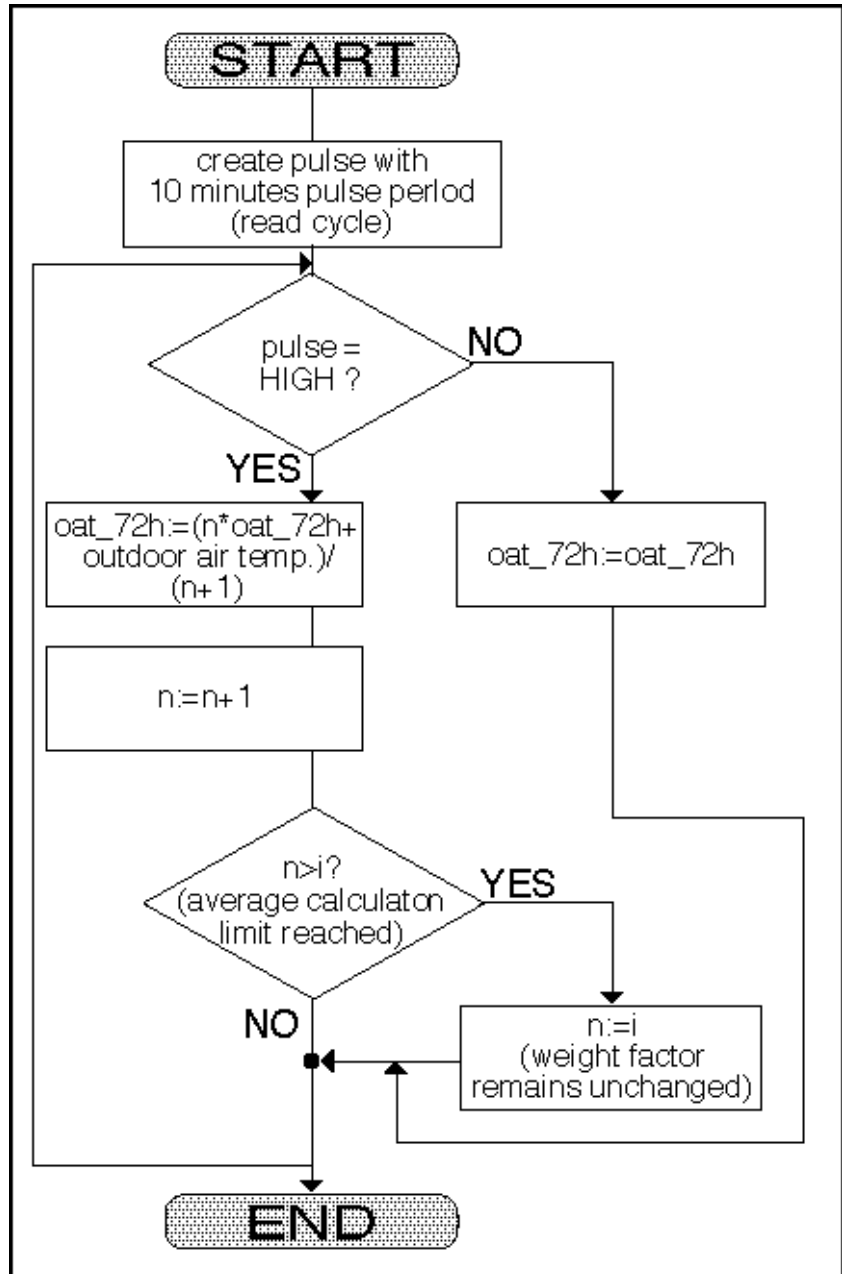 START
create pulse with
10 minutes pulse perlod
(read cycle)
pulse =
HIGH ?
NO
YES
oat_72h:=(n*oat_72h+
outdoor air temp.)/
(n+1)
oat_72h:=oat_72h
n:=n+1
n>i?
(average calculaton
limit reached)
YES
NO
n:=i
(weight factor
remains unchanged)
END